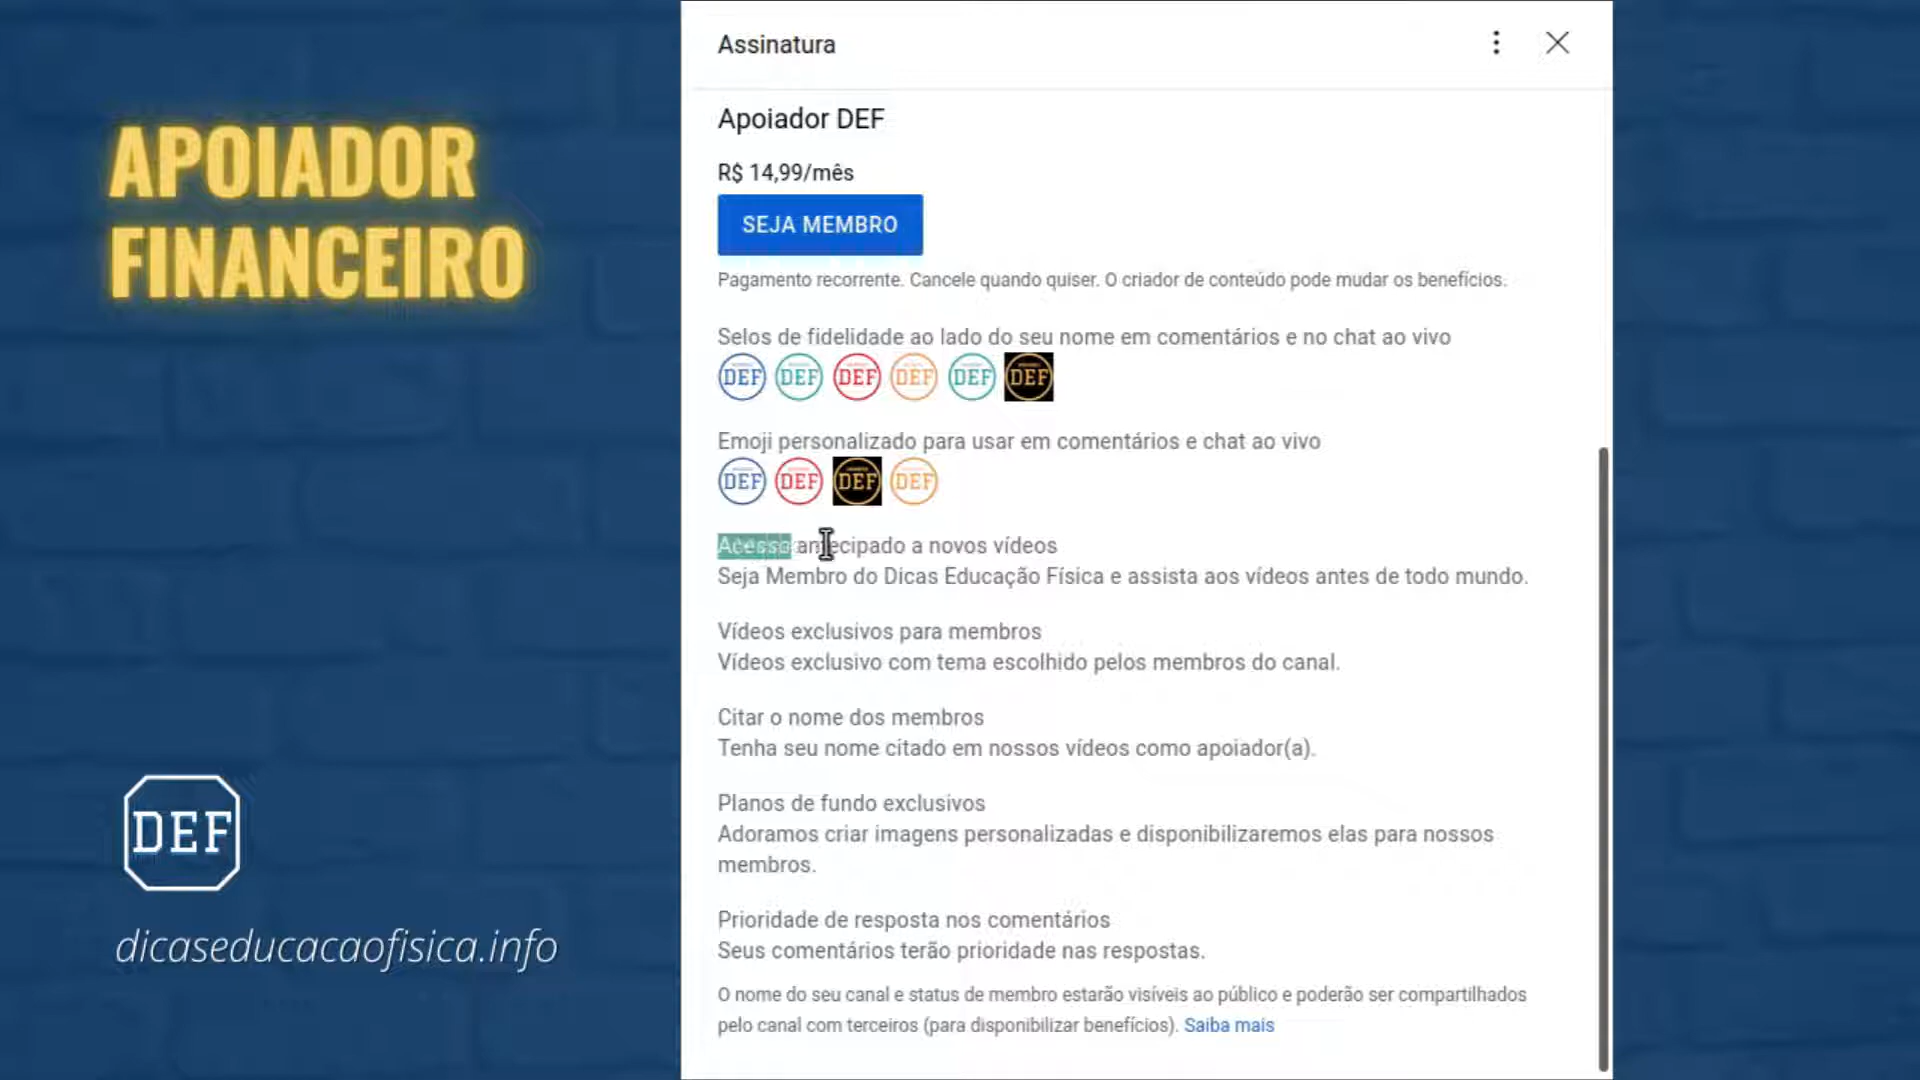 APOIADOR
FINANCEIRO
DEF
dicaseducacaofisica.info
Assinatura
Apoiador DEF
R$ 14,99/mês
SEJA MEMBRO
Pagamento recorrente. Cancele quando quiser. O criador de conteúdo pode mudar os benefícios.
Selos de fidelidade ao lado do seu nome em comentários e no chat ao vivo
DEF DEF DEF DEF DEF DEF
Emoji personalizado para usar em comentários e chat ao vivo
DEF DEF DEF DEF
Acesso antecipado a novos vídeos
Seja Membro do Dicas Educação Física e assista aos vídeos antes de todo mundo.
Vídeos exclusivos para membros
Vídeos exclusivo com tema escolhido pelos membros do canal.
Citar o nome dos membros
Tenha seu nome citado em nossos vídeos como apoiador(a).
Planos de fundo exclusivos
Adoramos criar imagens personalizadas e disponibilizaremos elas para nossos
membros.
Prioridade de resposta nos comentários
Seus comentários terão prioridade nas respostas.
O nome do seu canal e status de membro estarão visíveis ao público e poderão ser compartilhados
pelo canal com terceiros (para disponibilizar benefícios). Saiba mais